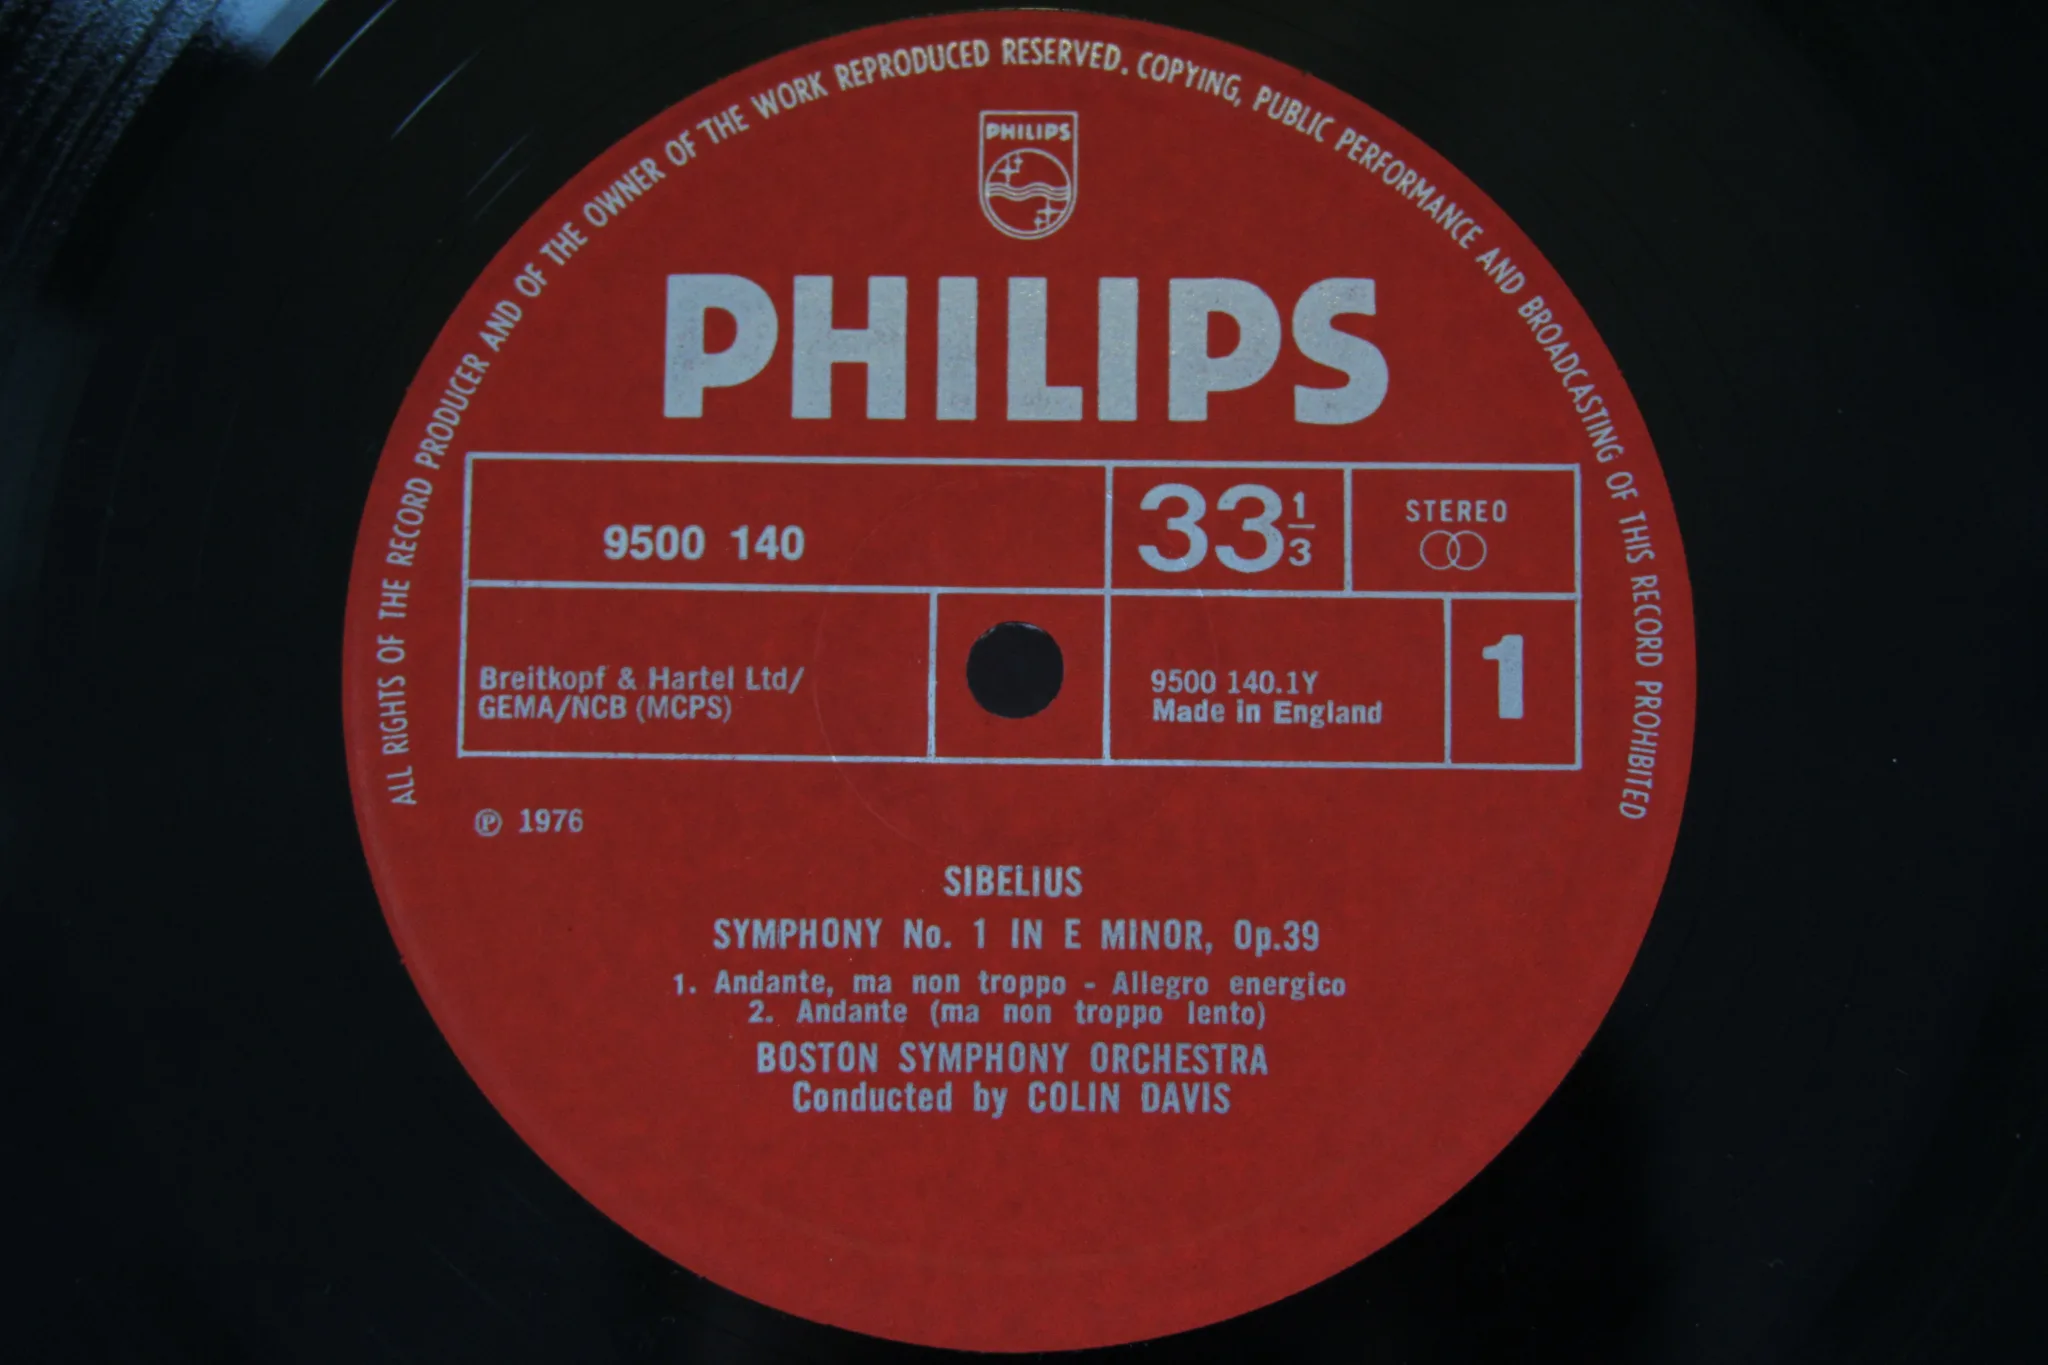 ALL RIGHTS OF THE RECORD PRODUCER AND OF THE OWNER OF THE WORK REPRODUCED RESERVED. COPYING, PUBLIC PERFORMANCE AND BROADCASTING OF THIS RECORD PROHIBITED
PHILIPS
PHILIPS
9500 140
33 1/3
STEREO
Breitkopf & Hartel Ltd/
GEMA/NCB (MCPS)
9500 140.1Y
Made in England
1
℗ 1976
SIBELIUS
SYMPHONY No. 1 IN E MINOR, Op.39
1. Andante, ma non troppo - Allegro energico
2. Andante (ma non troppo lento)
BOSTON SYMPHONY ORCHESTRA
Conducted by COLIN DAVIS